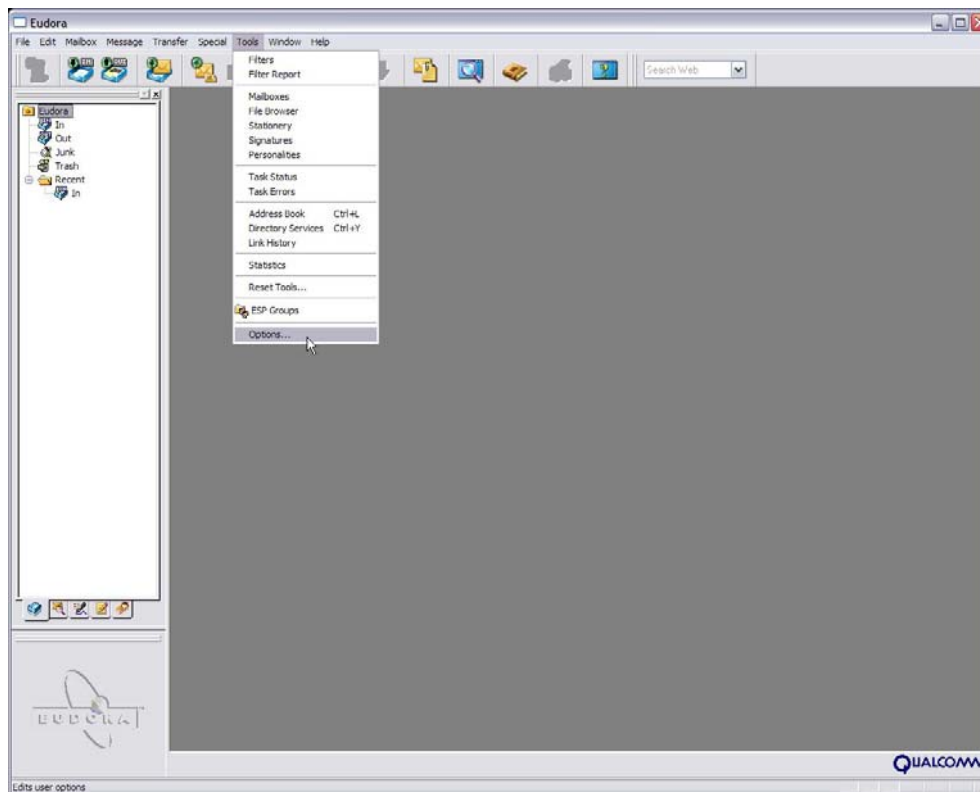 Eudora
File Edit Mailbox Message Transfer Special Tools Window Help
Search Web
Filters
Filter Report
Mailboxes
File Browser
Stationery
Signatures
Personalities
Task Status
Task Errors
Address Book Ctrl+L
Directory Services Ctrl+Y
Link History
Statistics
Reset Tools...
ESP Groups
Options...
Eudora
In
Out
Junk
Trash
Recent
In
EUDORA
QUALCOMM
Edits user options